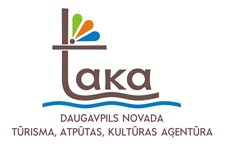 taka
DAUGAVPILS NOVADA
TŪRISMA, ATPŪTAS, KULTŪRAS AĢENTŪRA